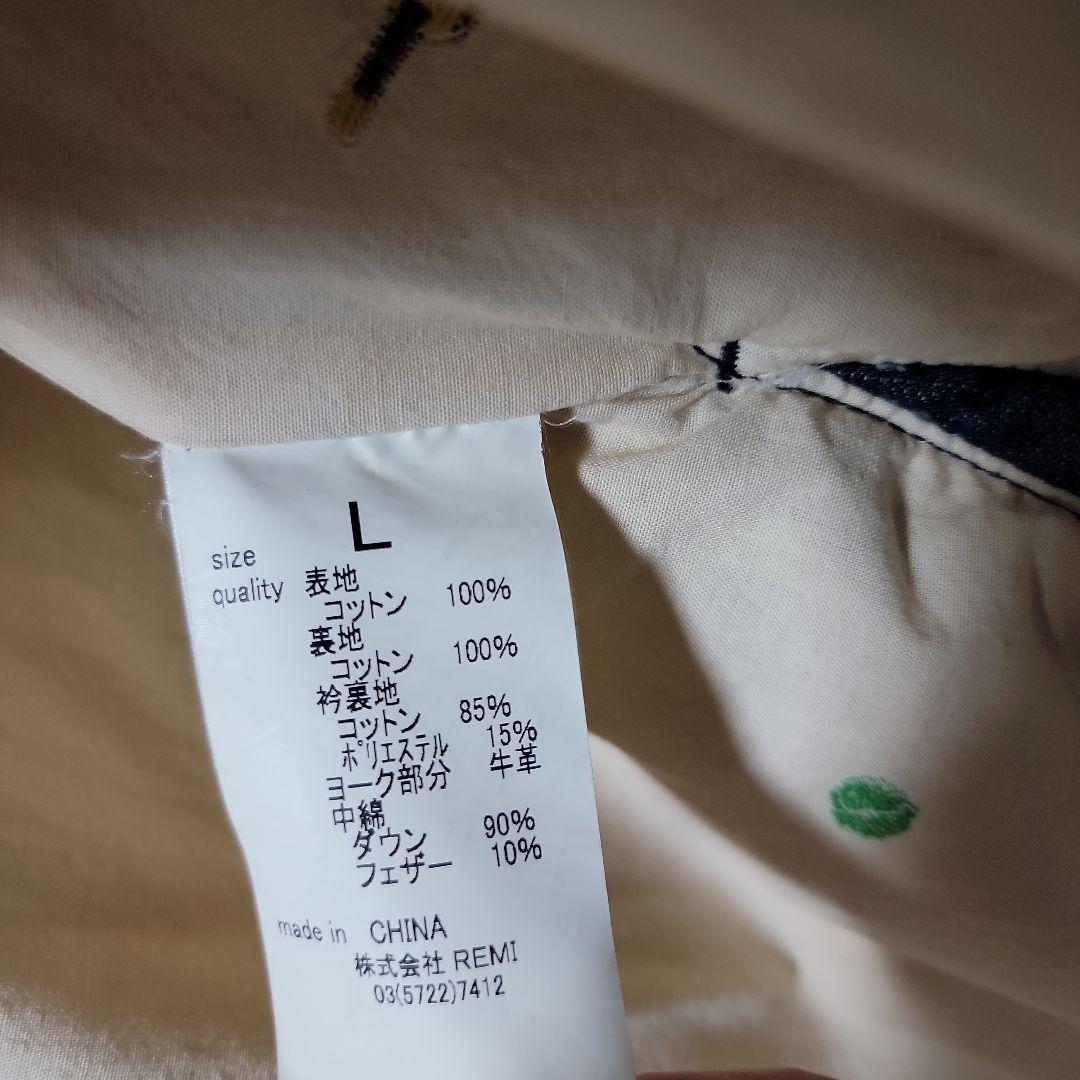 L
size
quality 表地
コットン 100%
裏地
コットン 100%
衿裏地
コットン 85%
ポリエステル 15%
ヨーク部分 牛革
中綿
ダウン 90%
フェザー 10%
made in CHINA
株式会社 REMI
03(5722)7412